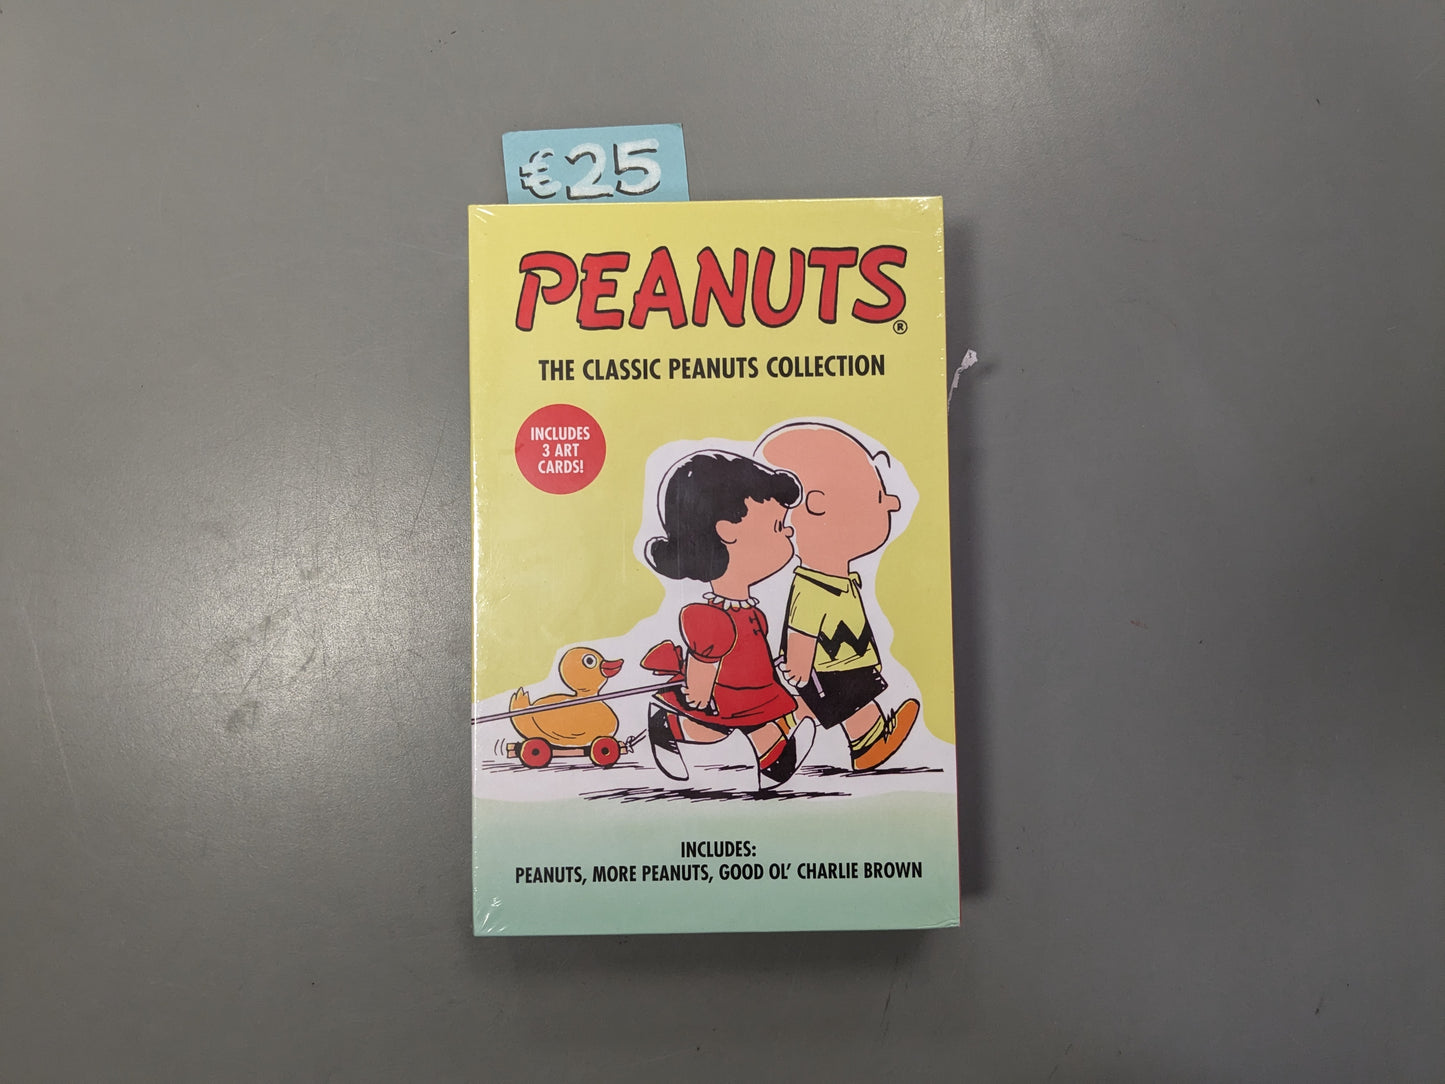 €25
PEANUTS®
THE CLASSIC PEANUTS COLLECTION
INCLUDES
3 ART
CARDS!
INCLUDES:
PEANUTS, MORE PEANUTS, GOOD OL' CHARLIE BROWN